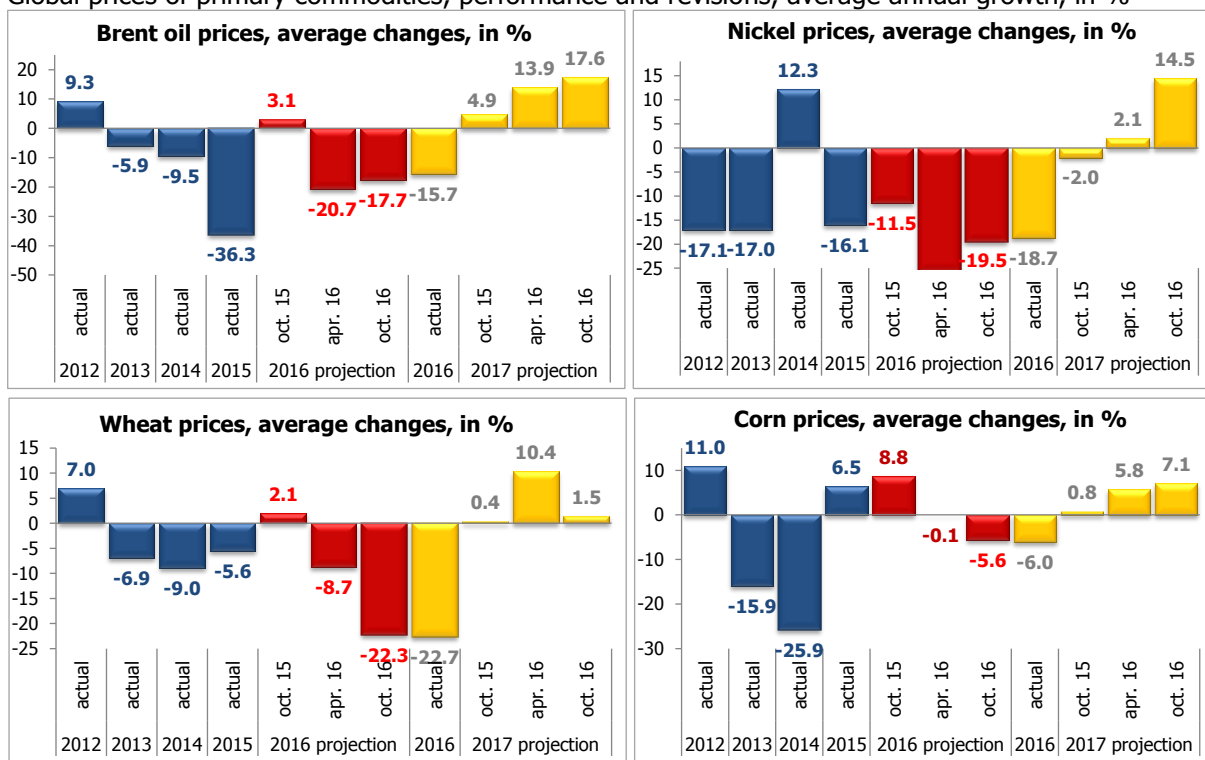 Global prices of primary commodities, performance and revisions, average annual growth, in %
Brent oil prices, average changes, in %
20
10
0
-10
-20
-30
-40
-50
9.3
-5.9
-9.5
-36.3
3.1
-20.7
-17.7
-15.7
4.9
13.9
17.6
actual
actual
actual
actual
oct. 15
apr. 16
oct. 16
actual
oct. 15
apr. 16
oct. 16
2012 2013 2014 2015 2016 projection 2016 2017 projection
Nickel prices, average changes, in %
15
10
5
0
-5
-10
-15
-20
-25
-17.1
-17.0
12.3
-16.1
-11.5
-19.5
-18.7
-2.0
2.1
14.5
actual
actual
actual
actual
oct. 15
apr. 16
oct. 16
actual
oct. 15
apr. 16
oct. 16
2012 2013 2014 2015 2016 projection 2016 2017 projection
Wheat prices, average changes, in %
15
10
5
0
-5
-10
-15
-20
-25
7.0
-6.9
-9.0
-5.6
2.1
-8.7
-22.3
-22.7
0.4
10.4
1.5
actual
actual
actual
actual
oct. 15
apr. 16
oct. 16
actual
oct. 15
apr. 16
oct. 16
2012 2013 2014 2015 2016 projection 2016 2017 projection
Corn prices, average changes, in %
10
0
-10
-20
-30
11.0
-15.9
-25.9
6.5
8.8
-0.1
-5.6
-6.0
0.8
5.8
7.1
actual
actual
actual
actual
oct. 15
apr. 16
oct. 16
actual
oct. 15
apr. 16
oct. 16
2012 2013 2014 2015 2016 projection 2016 2017 projection